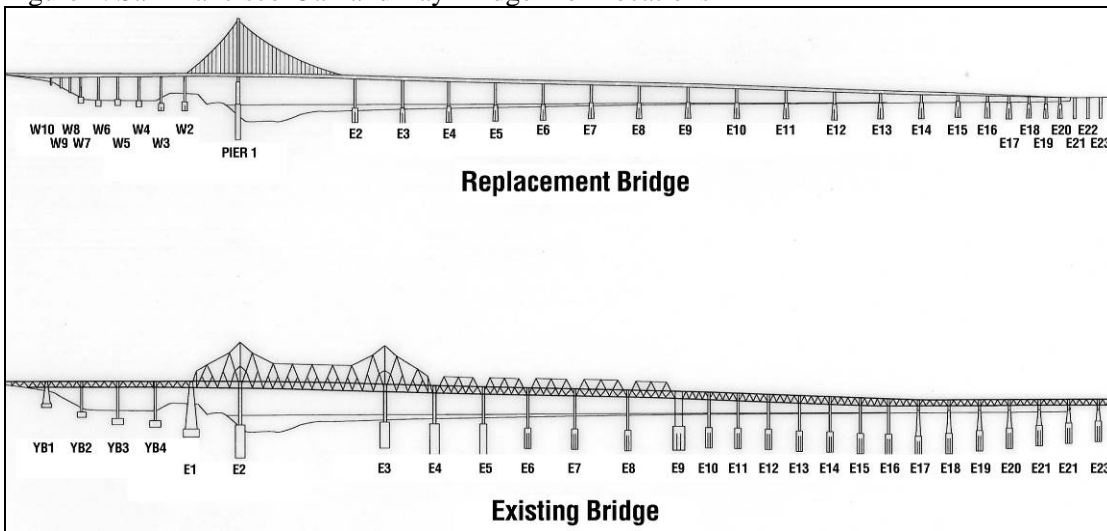 W10 W8 W6 W4 W2
W9 W7 W5 W3
PIER 1
E2 E3 E4 E5 E6 E7 E8 E9 E10 E11 E12 E13 E14 E15 E16 E18 E20 E22
E17 E19 E21 E23
Replacement Bridge
YB1 YB2 YB3 YB4
E1 E2 E3 E4 E5 E6 E7 E8 E9 E10 E11 E12 E13 E14 E15 E16 E17 E18 E19 E20 E21 E21 E23
Existing Bridge